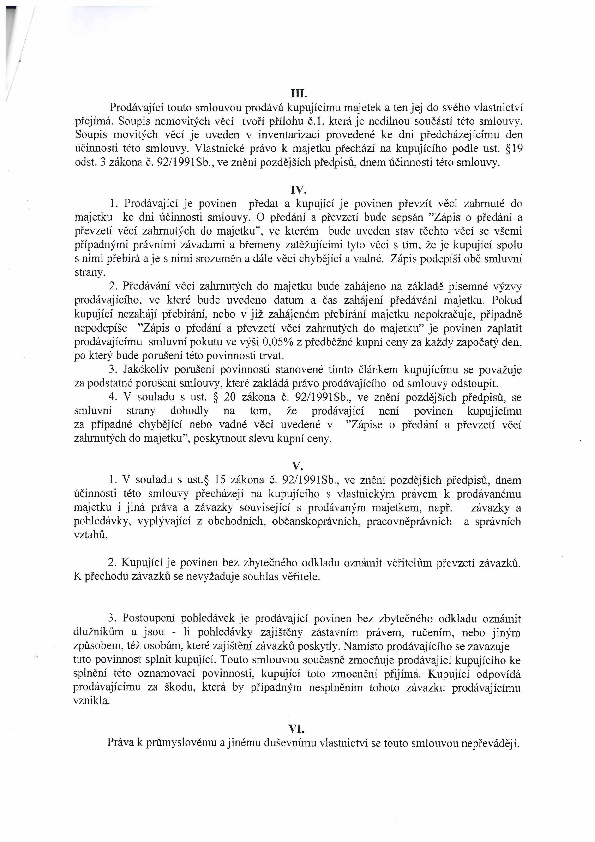 III.
Prodávající touto smlouvou prodává kupujícímu majetek a ten jej do svého vlastnictví
přejímá. Soupis nemovitých věcí tvoří přílohu č.1, která je nedílnou součástí této smlouvy.
Soupis movitých věcí je uveden v inventarizaci provedené ke dni předcházejícímu den
účinnosti této smlouvy. Vlastnické právo k majetku přechází na kupujícího podle ust. §19
odst. 3 zákona č. 92/1991Sb., ve znění pozdějších předpisů, dnem účinnosti této smlouvy.
IV.
1. Prodávající je povinen předat a kupující je povinen převzít věci zahrnuté do
majetku ke dni účinnosti smlouvy. O předání a převzetí bude sepsán ”Zápis o předání a
převzetí věcí zahrnutých do majetku”, ve kterém bude uveden stav těchto věcí se všemi
případnými právními závadami a břemeny zatěžujícími tyto věci s tím, že je kupující spolu
s nimi přebírá a je s nimi srozuměn a dále věci chybějící a vadné. Zápis podepíší obě smluvní
strany.
2. Předávání věcí zahrnutých do majetku bude zahájeno na základě písemné výzvy
prodávajícího, ve které bude uvedeno datum a čas zahájení předávání majetku. Pokud
kupující nezahájí přebírání, nebo v již zahájeném přebírání majetku nepokračuje, případně
nepodepíše ”Zápis o předání a převzetí věcí zahrnutých do majetku” je povinen zaplatit
prodávajícímu smluvní pokutu ve výši 0,05% z předběžné kupní ceny za každý započatý den,
po který bude porušení této povinnosti trvat.
3. Jakékoliv porušení povinnosti stanovené tímto článkem kupujícímu se považuje
za podstatné porušení smlouvy, které zakládá právo prodávajícího od smlouvy odstoupit.
4. V souladu s ust. § 20 zákona č. 92/1991Sb., ve znění pozdějších předpisů, se
smluvní strany dohodly na tom, že prodávající není povinen kupujícímu
za případné chybějící nebo vadné věci uvedené v ”Zápise o předání a převzetí věcí
zahrnutých do majetku”, poskytnout slevu kupní ceny.
V.
1. V souladu s ust.§ 15 zákona č. 92/1991Sb., ve znění pozdějších předpisů, dnem
účinnosti této smlouvy přecházejí na kupujícího s vlastnickým právem k prodávanému
majetku i jiná práva a závazky související s prodávaným majetkem, např. závazky a
pohledávky, vyplývající z obchodních, občanskoprávních, pracovněprávních a správních
vztahů.
2. Kupující je povinen bez zbytečného odkladu oznámit věřitelům převzetí závazků.
K přechodu závazků se nevyžaduje souhlas věřitele.
3. Postoupení pohledávek je prodávající povinen bez zbytečného odkladu oznámit
dlužníkům a jsou - li pohledávky zajištěny zástavním právem, ručením, nebo jiným
způsobem, též osobám, které zajištění závazků poskytly. Namísto prodávajícího se zavazuje
tuto povinnost splnit kupující. Touto smlouvou současně zmocňuje prodávající kupujícího ke
splnění této oznamovací povinnosti, kupující toto zmocnění přijímá. Kupující odpovídá
prodávajícímu za škodu, která by případným nesplněním tohoto závazku prodávajícímu
vznikla.
VI.
Práva k průmyslovému a jinému duševnímu vlastnictví se touto smlouvou nepřevádějí.